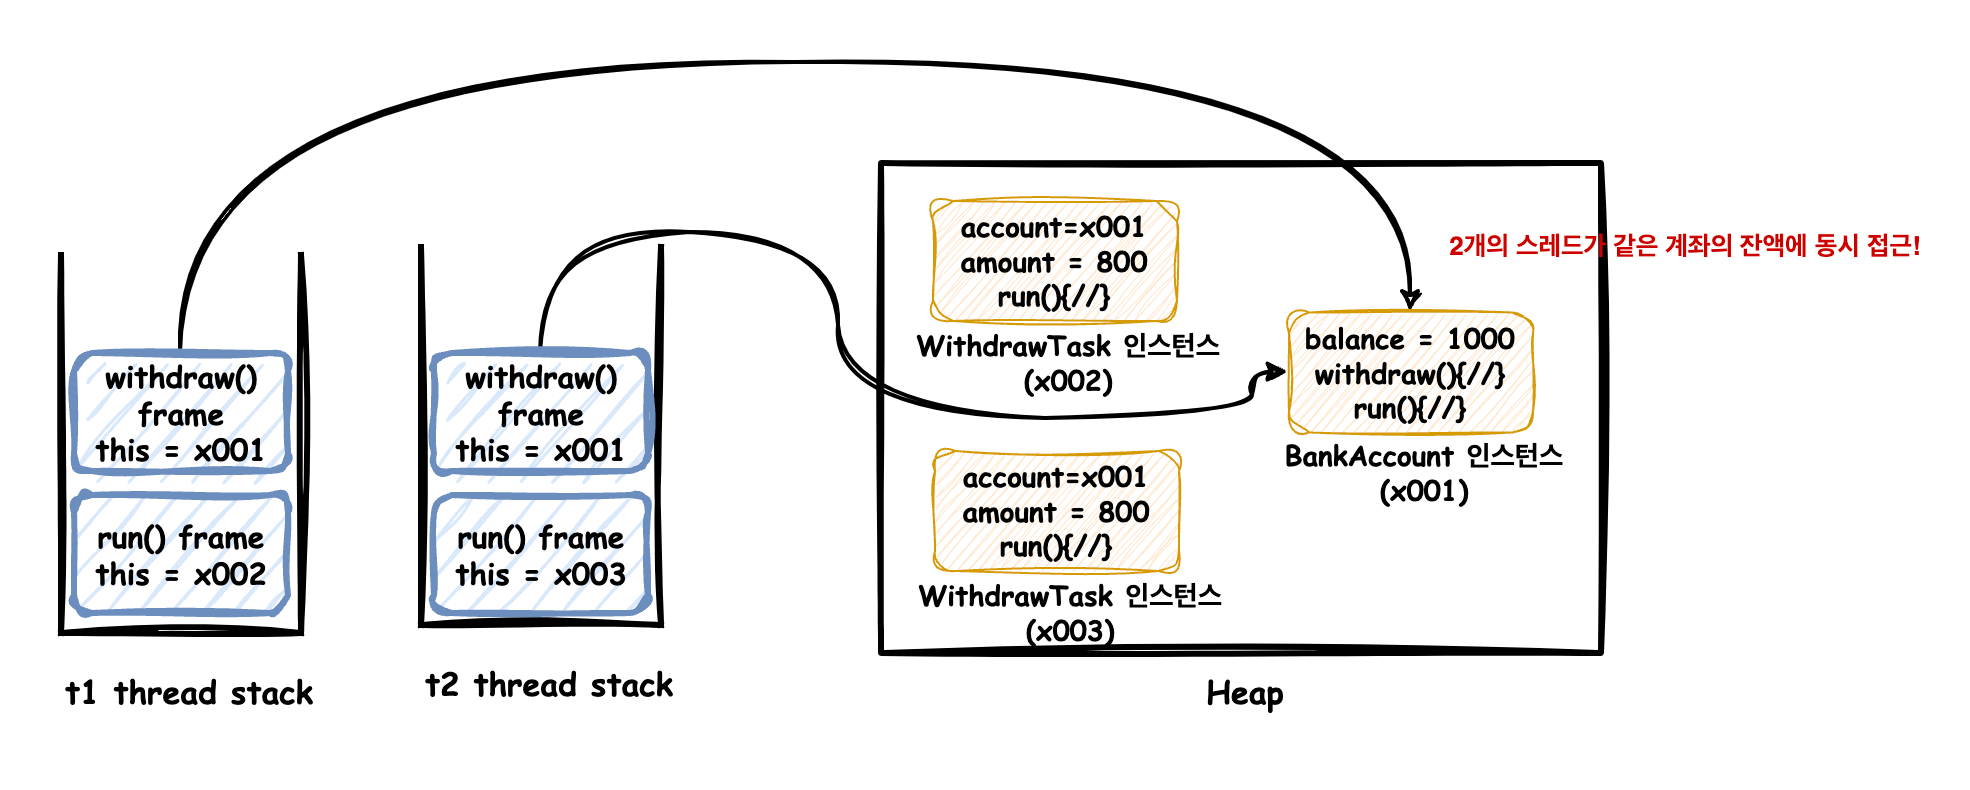 withdraw()
frame
this = x001
run() frame
this = x002
t1 thread stack
withdraw()
frame
this = x001
run() frame
this = x003
t2 thread stack
account=x001
amount = 800
run(){//}
WithdrawTask 인스턴스
(x002)
account=x001
amount = 800
run(){//}
WithdrawTask 인스턴스
(x003)
2개의 스레드가 같은 계좌의 잔액에 동시 접근!
balance = 1000
withdraw(){//}
run(){//}
BankAccount 인스턴스
(x001)
Heap